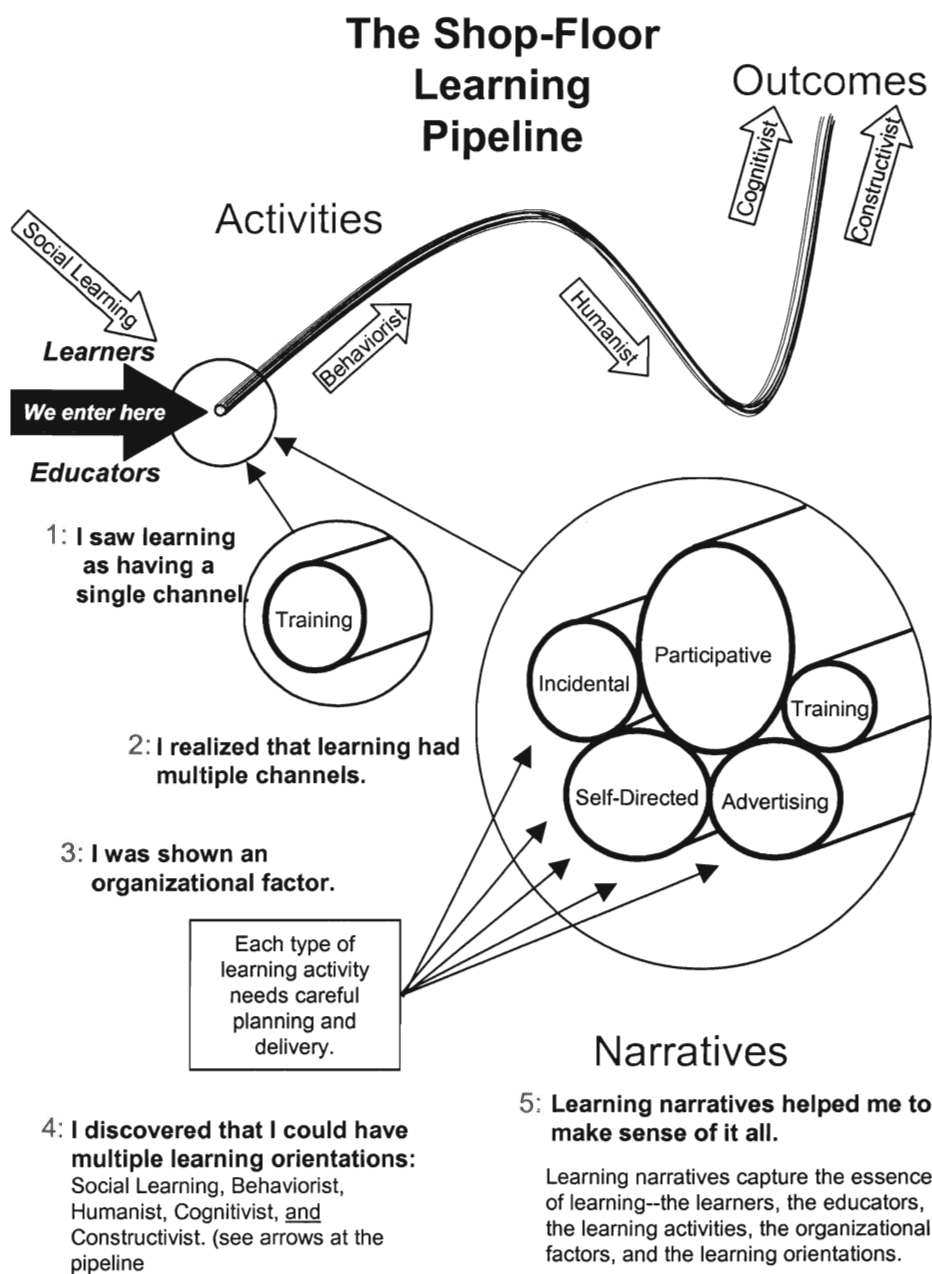 The Shop-Floor
Learning
Pipeline
Outcomes
Cognitivist
Constructivist
Activities
Social Learning
Behaviorist
Humanist
Learners
We enter here
Educators
1: I saw learning
as having a
single channel.
Training
Participative
Incidental
Training
Self-Directed
Advertising
2: I realized that learning had
multiple channels.
3: I was shown an
organizational factor.
Each type of
learning activity
needs careful
planning and
delivery.
Narratives
4: I discovered that I could have
multiple learning orientations:
Social Learning, Behaviorist,
Humanist, Cognitivist, and
Constructivist. (see arrows at the
pipeline
5: Learning narratives helped me to
make sense of it all.
Learning narratives capture the essence
of learning--the learners, the educators,
the learning activities, the organizational
factors, and the learning orientations.